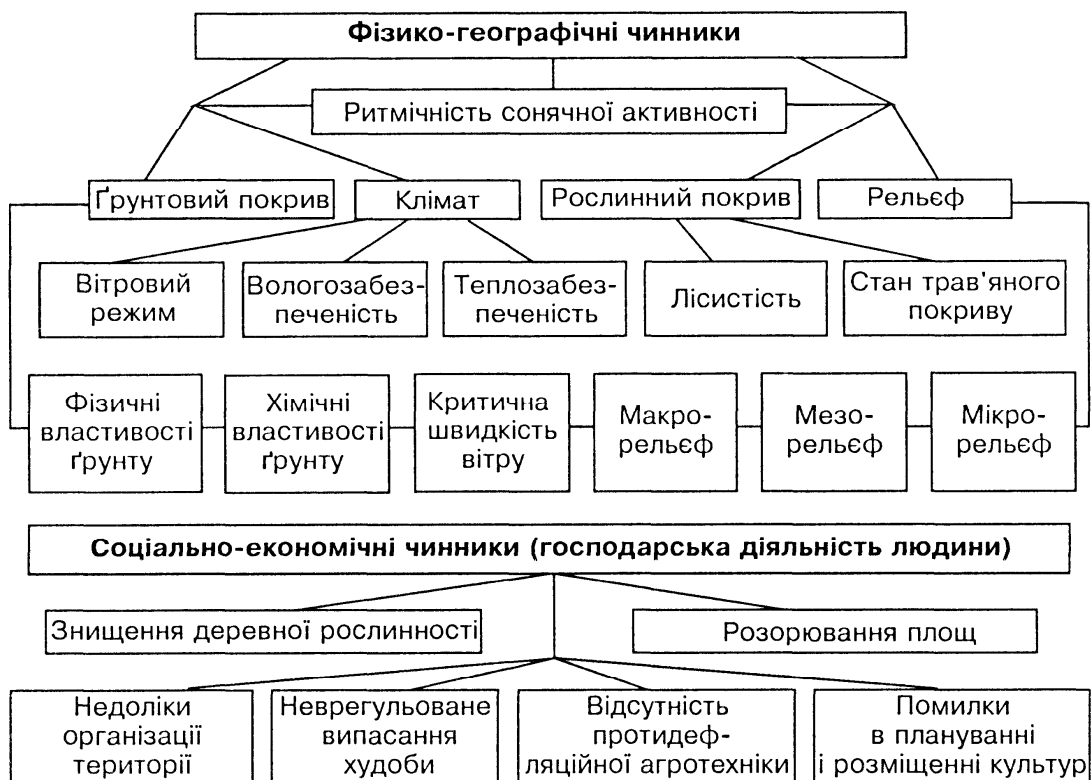 Фізико-географічні чинники
Ритмічність сонячної активності
Ґрунтовий покрив
Клімат
Рослинний покрив
Рельєф
Вітровий
режим
Вологозабез-
печеність
Теплозабез-
печеність
Лісистість
Стан трав'яного
покриву
Фізичні
властивості
ґрунту
Хімічні
властивості
ґрунту
Критична
швидкість
вітру
Макро-
рельєф
Мезо-
рельєф
Мікро-
рельєф
Соціально-економічні чинники (господарська діяльність людини)
Знищення деревної рослинності
Розорювання площ
Недоліки
організації
території
Неврегульоване
випасання
худоби
Відсутність
протидеф-
ляційної агротехніки
Помилки
в плануванні
і розміщенні культур